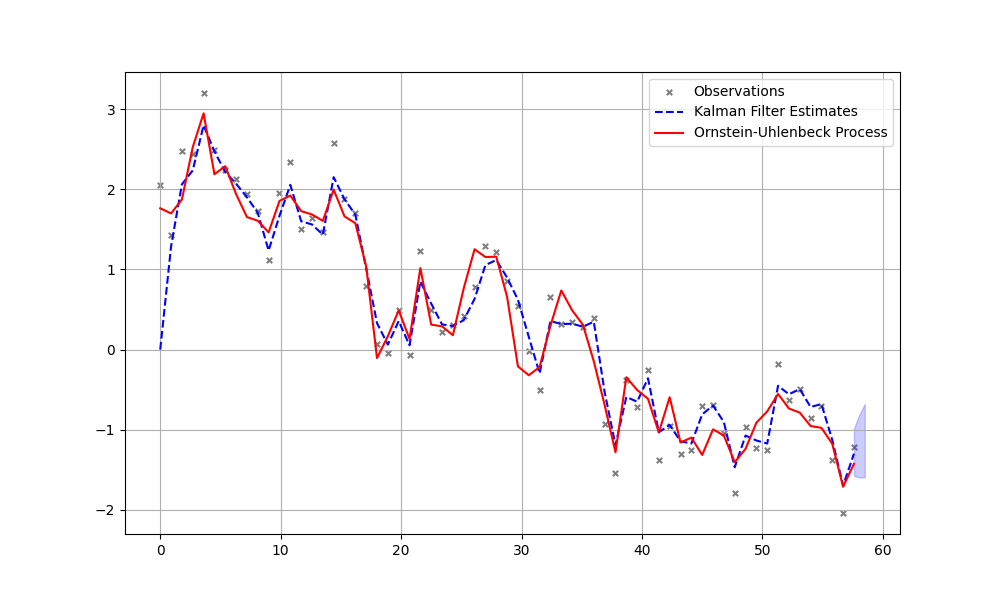 Observations
Kalman Filter Estimates
Ornstein-Uhlenbeck Process
3
2
1
0
−1
−2
0 10 20 30 40 50 60